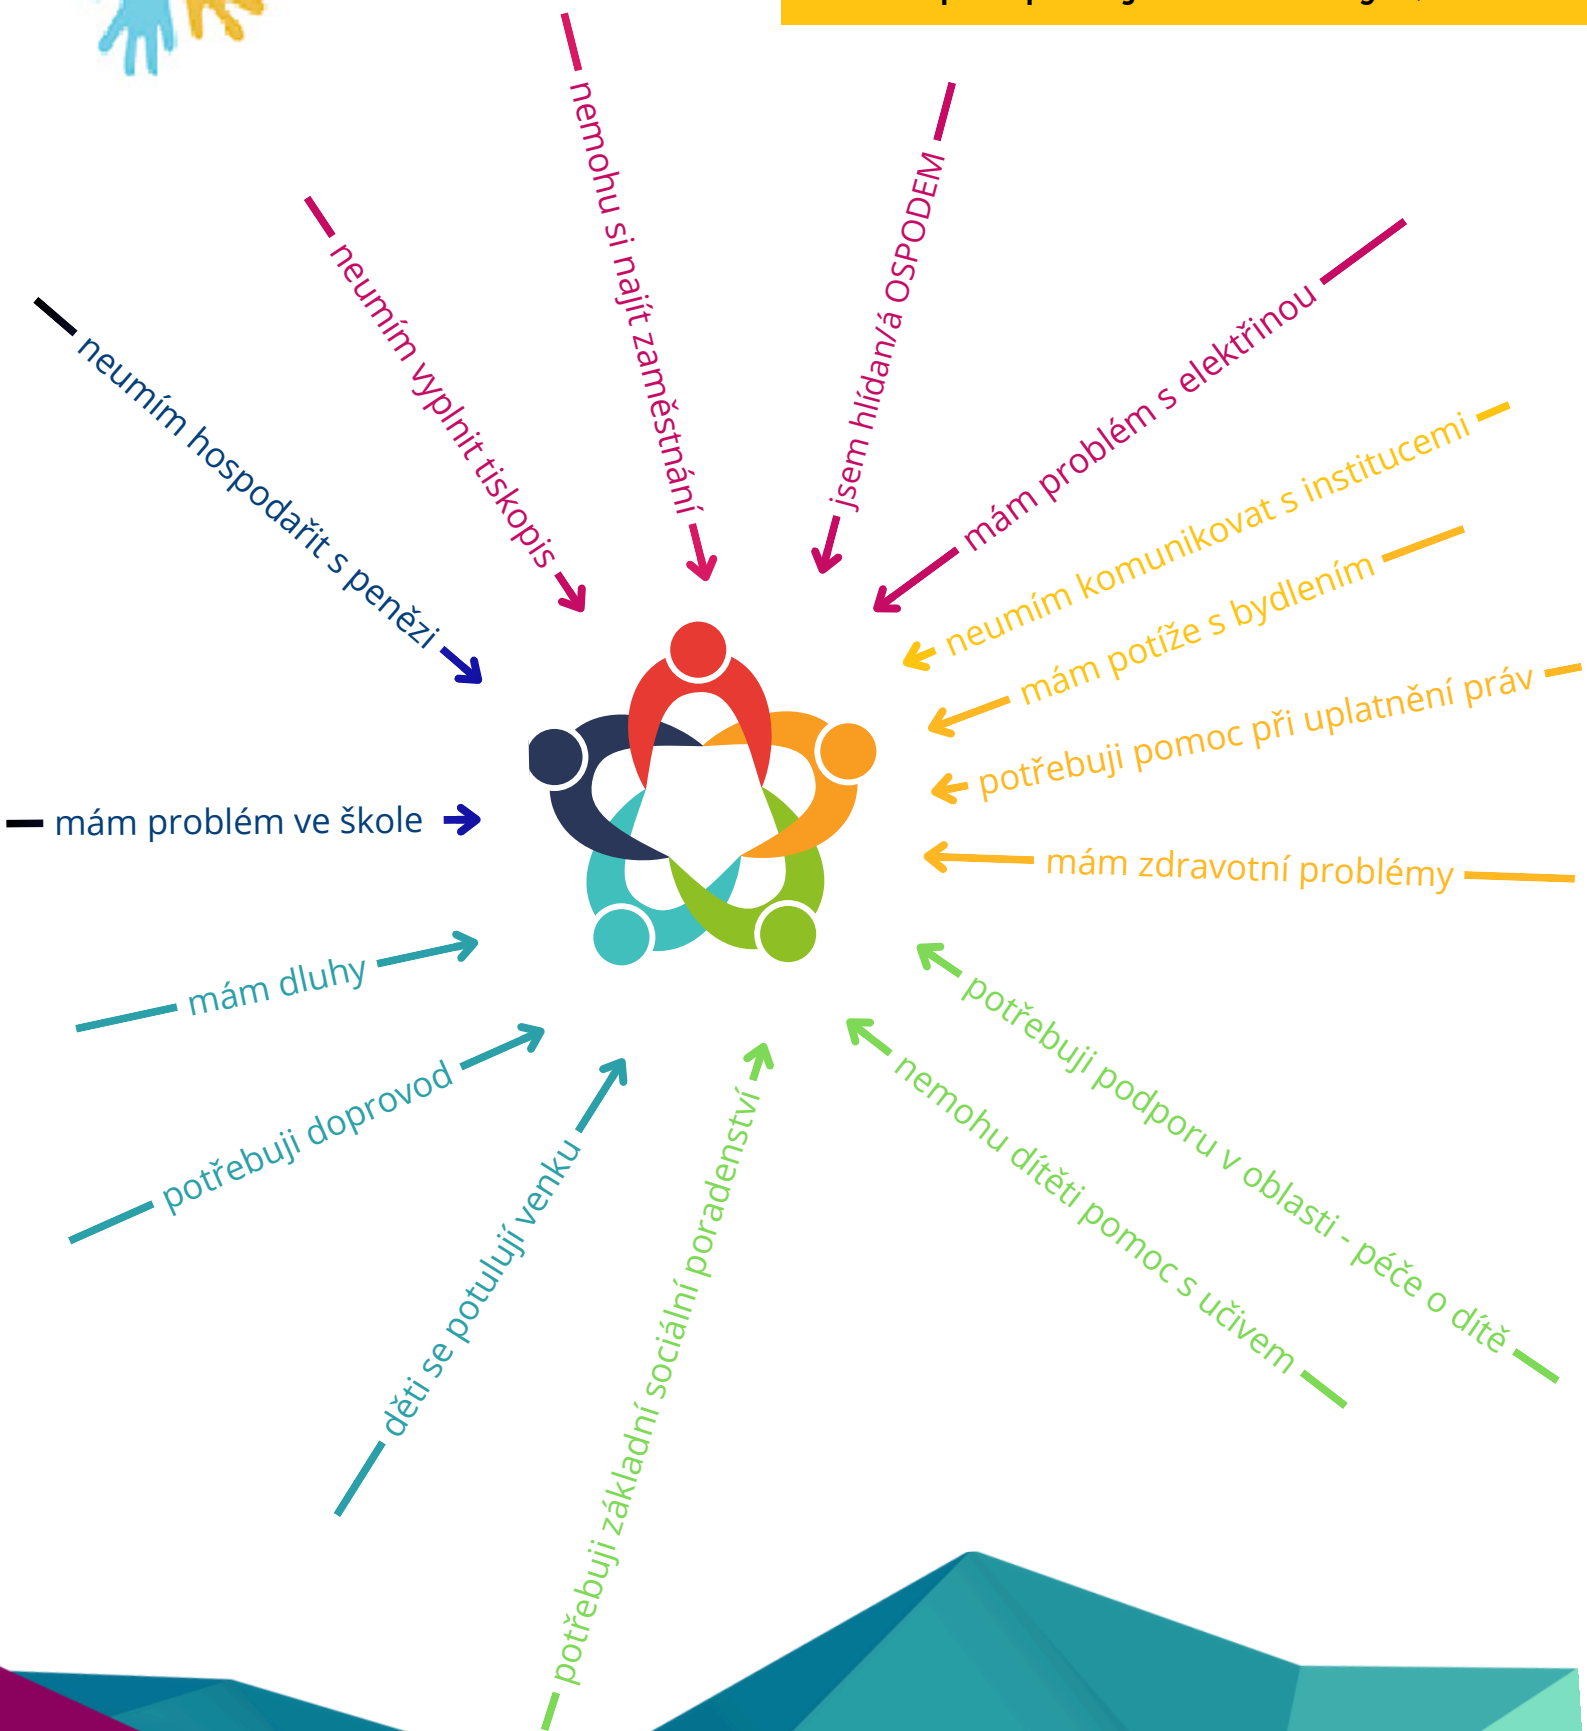 nemohu si najít zaměstnání
jsem hlídan/á OSPODEM
neumím vyplnit tiskopis
mám problém s elektřinou
neumím hospodařit s penězi
neumím komunikovat s institucemi
mám potíže s bydlením
potřebuji pomoc při uplatnění práv
mám problém ve škole
mám zdravotní problémy
mám dluhy
potřebuji podporu v oblasti - péče o dítě
potřebuji doprovod
nemohu dítěti pomoc s učivem
děti se potulují venku
potřebuji základní sociální poradenství